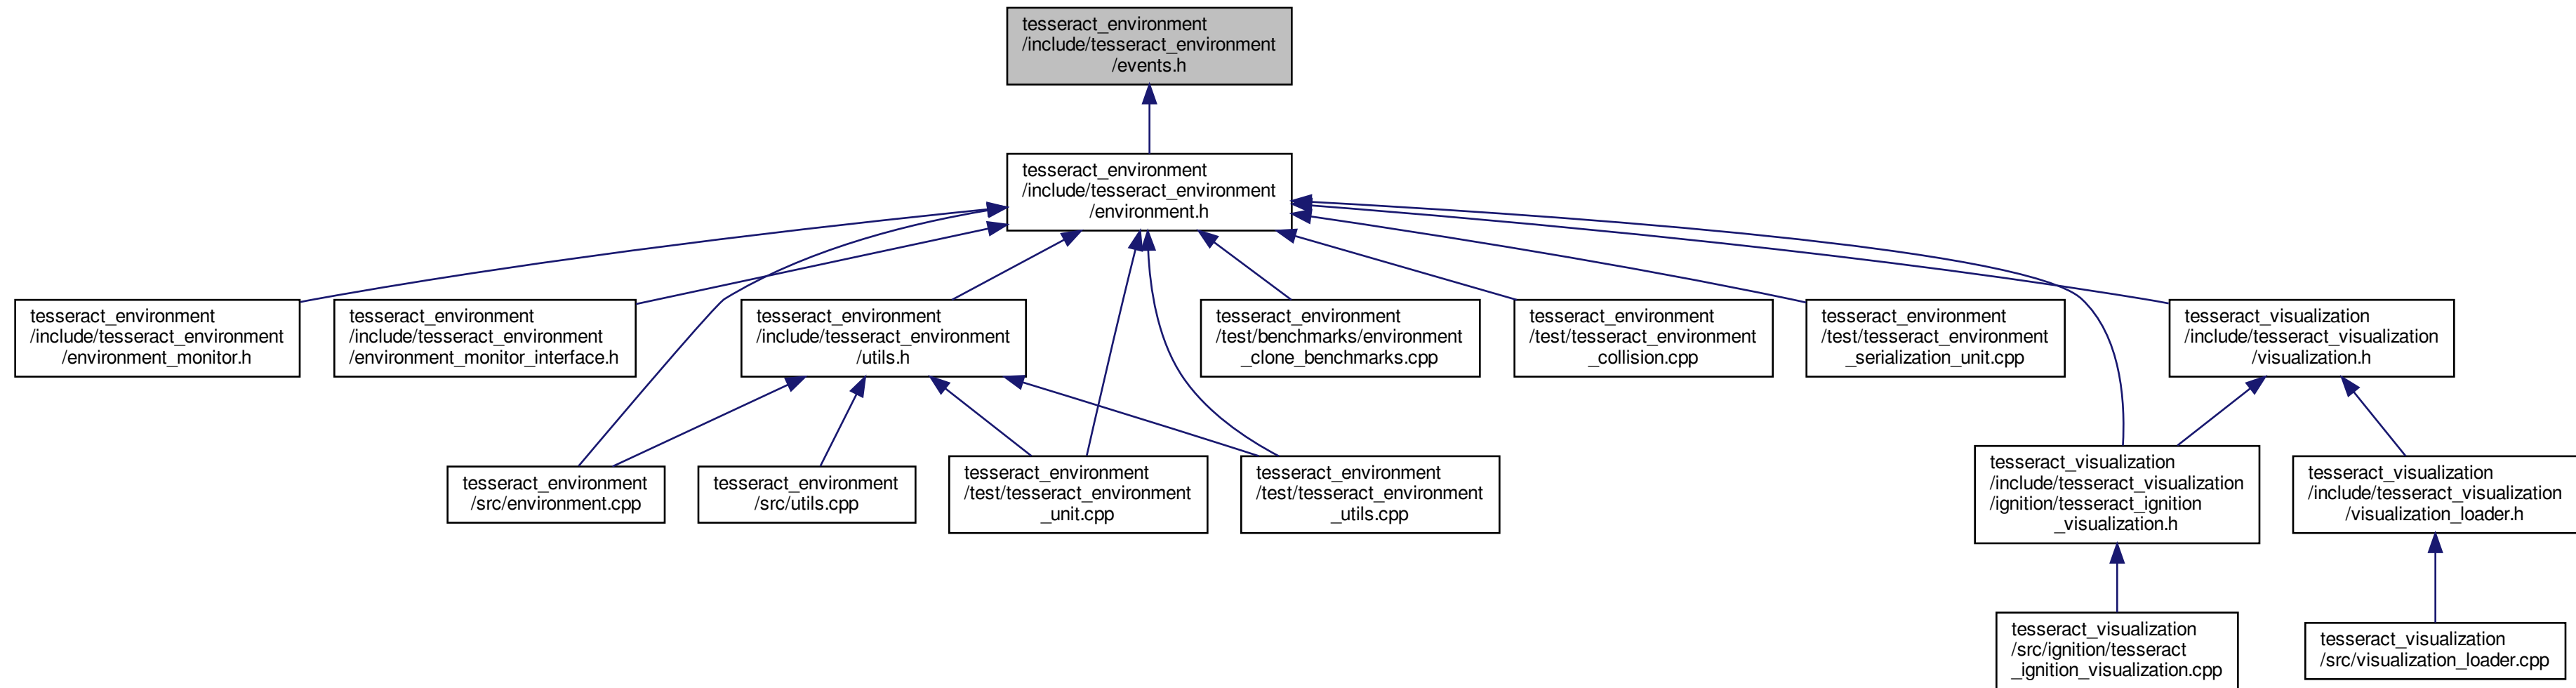 tesseract_environment
/include/tesseract_environment
/events.h
tesseract_environment
/include/tesseract_environment
/environment.h
tesseract_environment
/include/tesseract_environment
/environment_monitor.h
tesseract_environment
/include/tesseract_environment
/environment_monitor_interface.h
tesseract_environment
/include/tesseract_environment
/utils.h
tesseract_environment
/test/benchmarks/environment
_clone_benchmarks.cpp
tesseract_environment
/test/tesseract_environment
_collision.cpp
tesseract_environment
/test/tesseract_environment
_serialization_unit.cpp
tesseract_visualization
/include/tesseract_visualization
/visualization.h
tesseract_environment
/src/environment.cpp
tesseract_environment
/src/utils.cpp
tesseract_environment
/test/tesseract_environment
_unit.cpp
tesseract_environment
/test/tesseract_environment
_utils.cpp
tesseract_visualization
/include/tesseract_visualization
/ignition/tesseract_ignition
_visualization.h
tesseract_visualization
/include/tesseract_visualization
/visualization_loader.h
tesseract_visualization
/src/ignition/tesseract
_ignition_visualization.cpp
tesseract_visualization
/src/visualization_loader.cpp